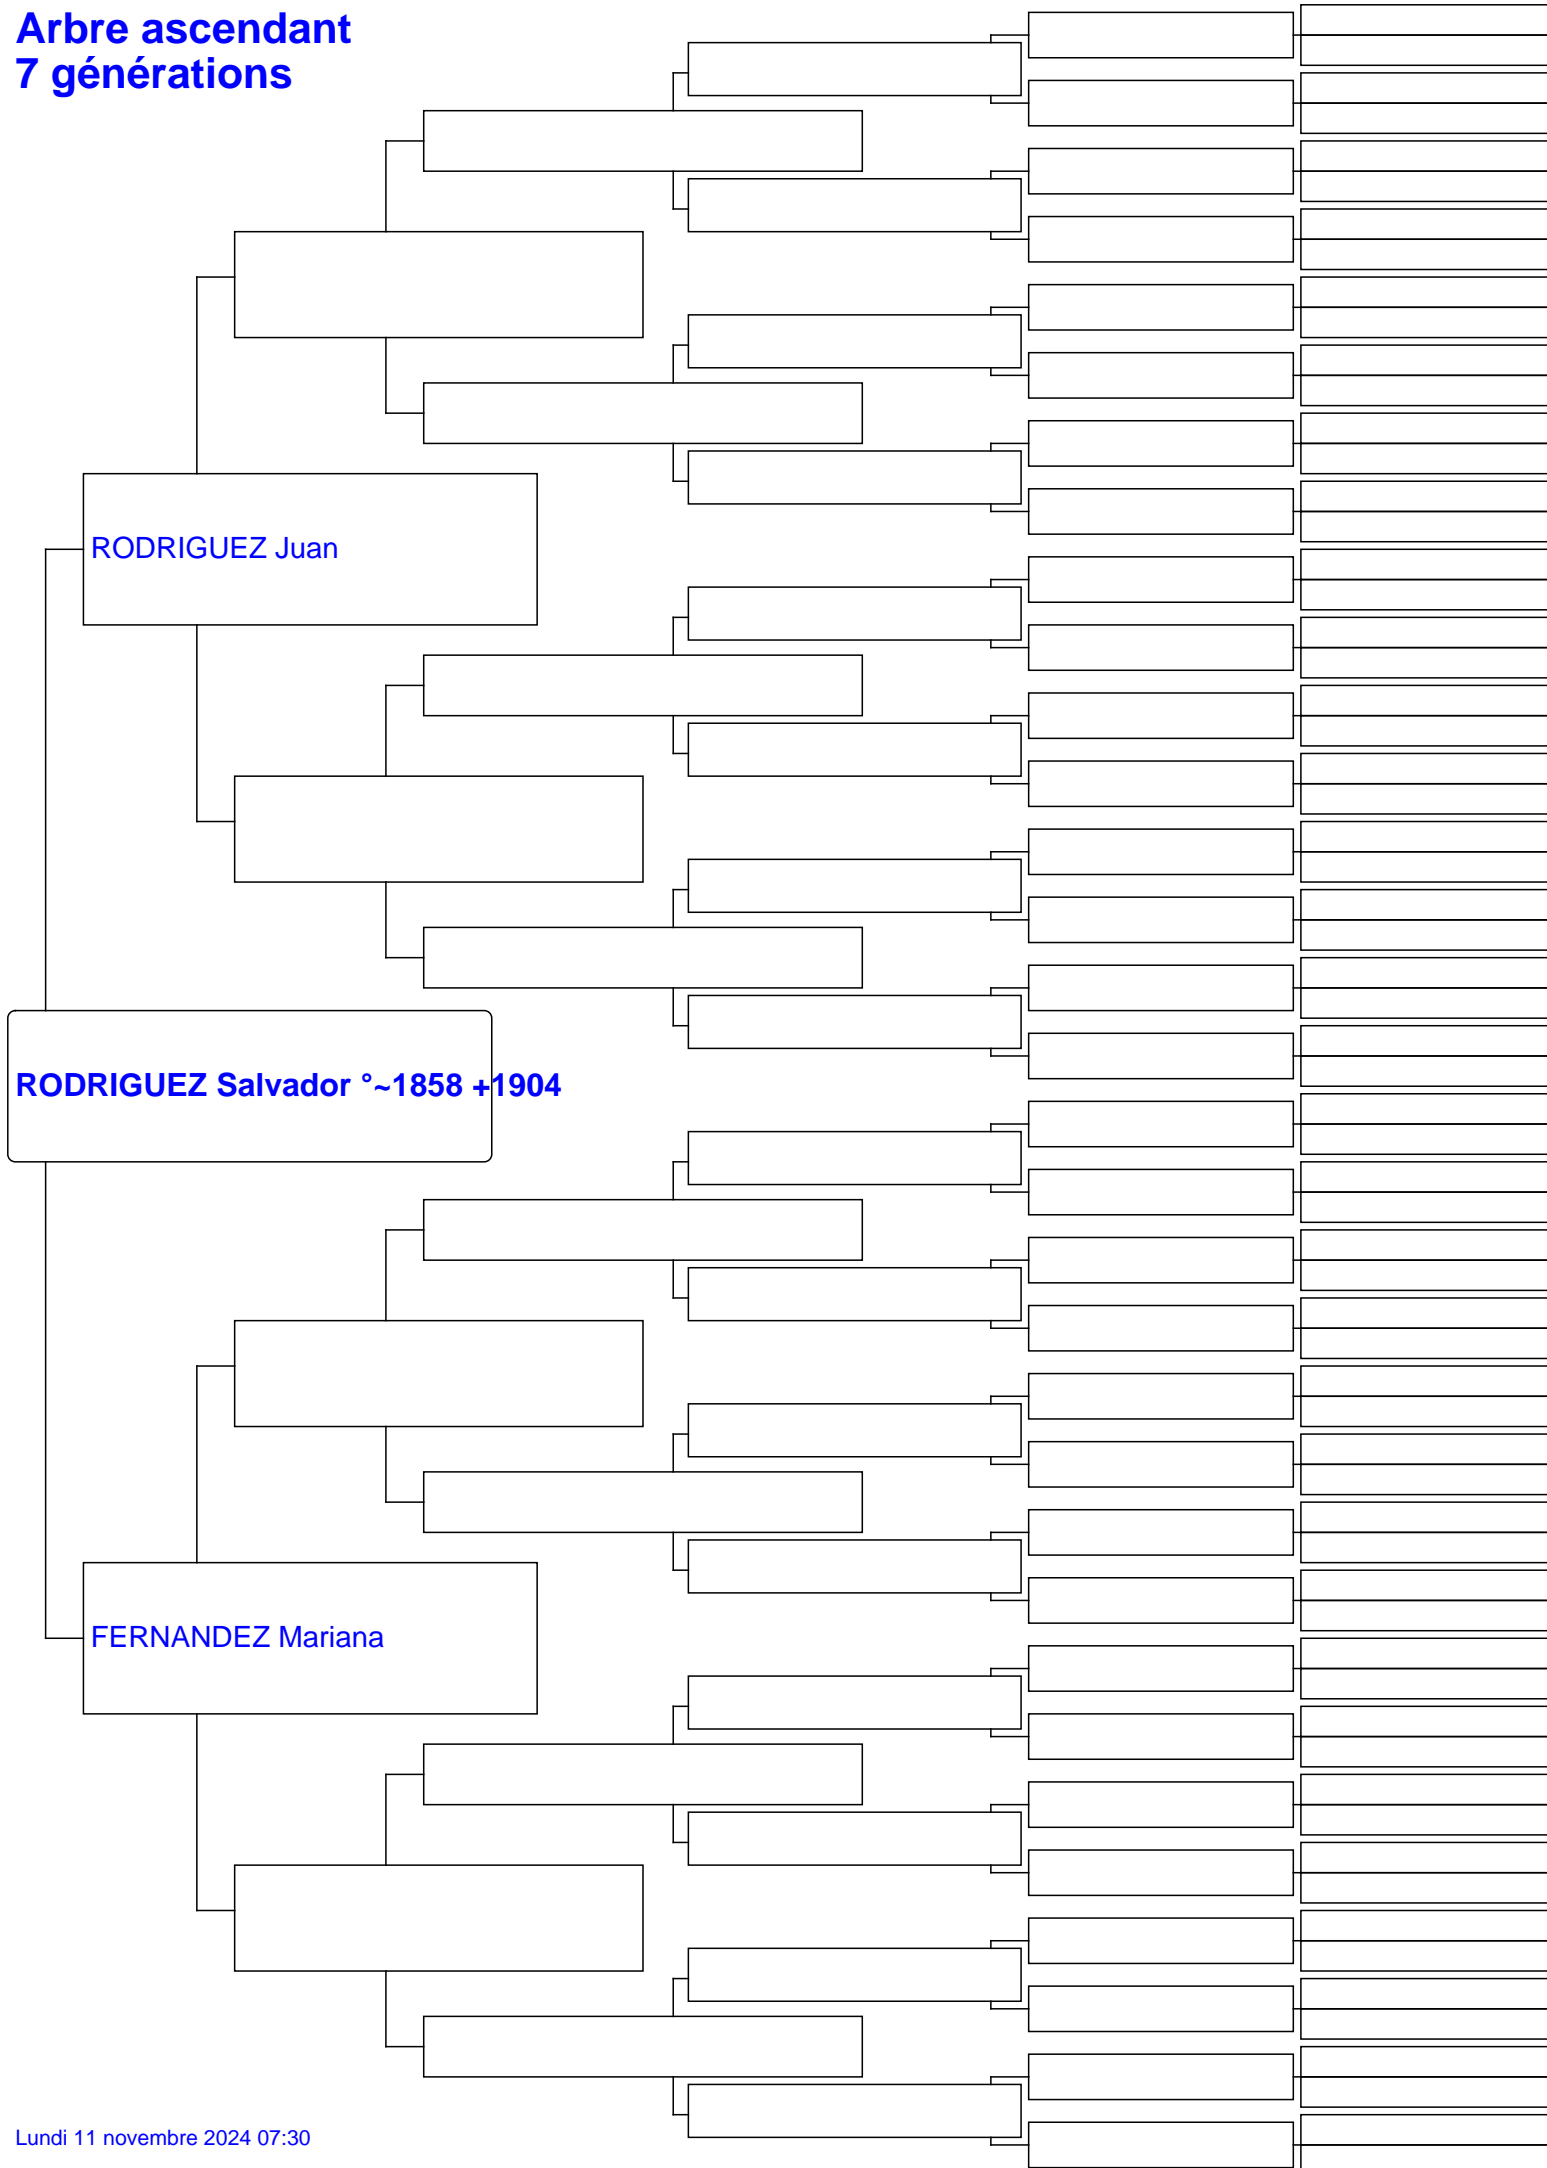 Arbre ascendant
7 générations
RODRIGUEZ Juan
RODRIGUEZ Salvador °~1858 +1904
FERNANDEZ Mariana
Lundi 11 novembre 2024 07:30